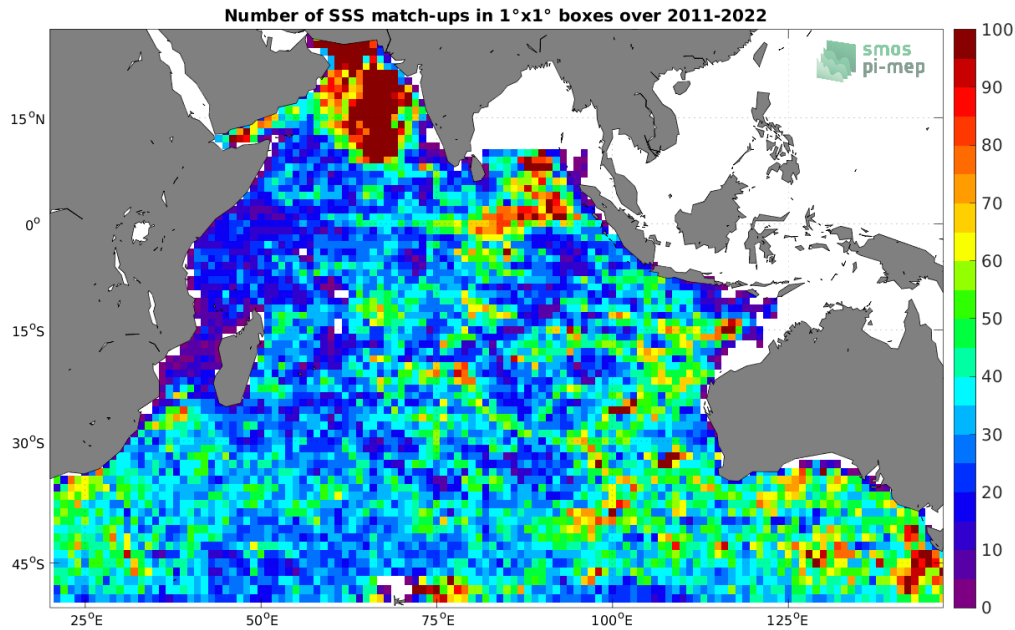 Number of SSS match-ups in 1°x1° boxes over 2011-2022
smos
pi-mep
100
90
80
70
60
50
40
30
20
10
0
15°N
0°
15°S
30°S
45°S
25°E
50°E
75°E
100°E
125°E